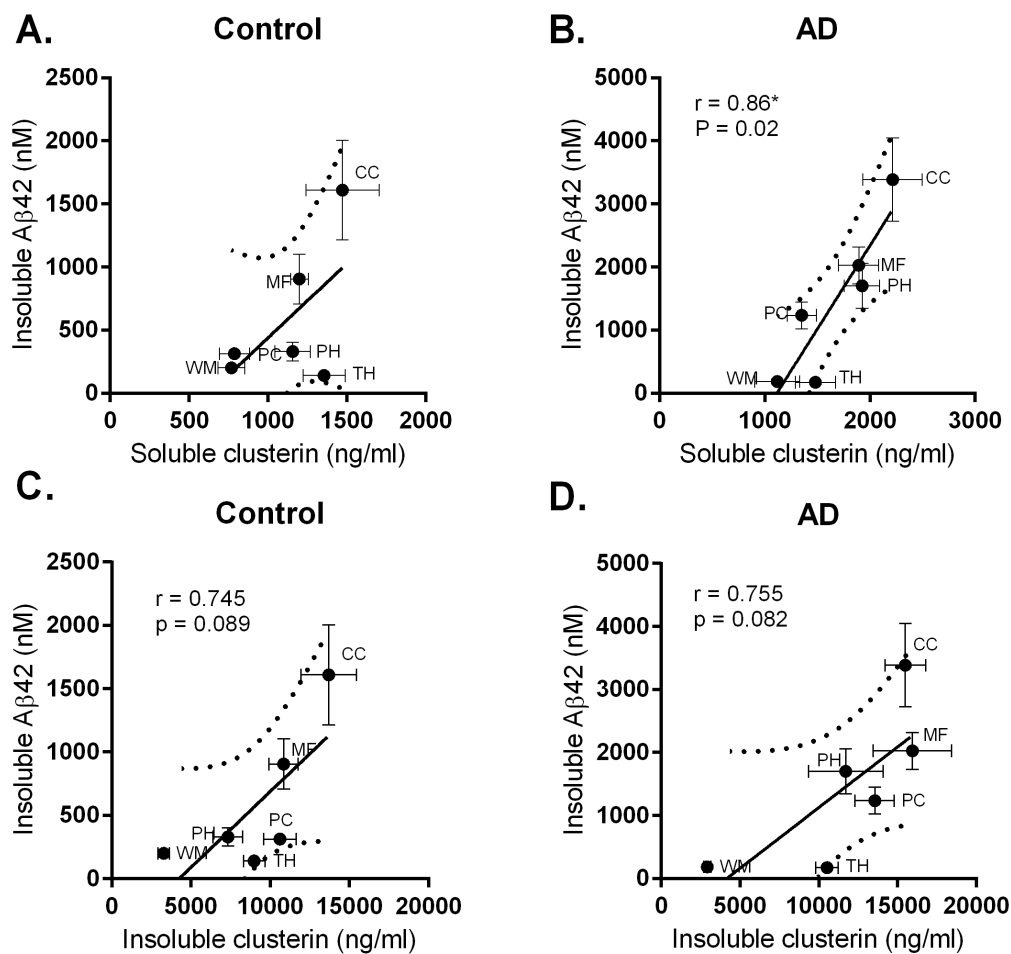 A.
Control
Insoluble Aβ42 (nM)
2500
2000
1500
1000
500
0
CC
MF
PC
PH
WM
TH
0 500 1000 1500 2000
Soluble clusterin (ng/ml)
B.
AD
Insoluble Aβ42 (nM)
5000
4000
3000
2000
1000
0
r = 0.86*
P = 0.02
CC
MF
PH
PC
WM
TH
0 1000 2000 3000
Soluble clusterin (ng/ml)
C.
Control
Insoluble Aβ42 (nM)
2500
2000
1500
1000
500
0
r = 0.745
p = 0.089
CC
MF
PC
PH
WM
TH
0 5000 10000 15000 20000
Insoluble clusterin (ng/ml)
D.
AD
Insoluble Aβ42 (nM)
5000
4000
3000
2000
1000
0
r = 0.755
p = 0.082
CC
MF
PH
PC
WM
TH
0 5000 10000 15000 20000
Insoluble clusterin (ng/ml)